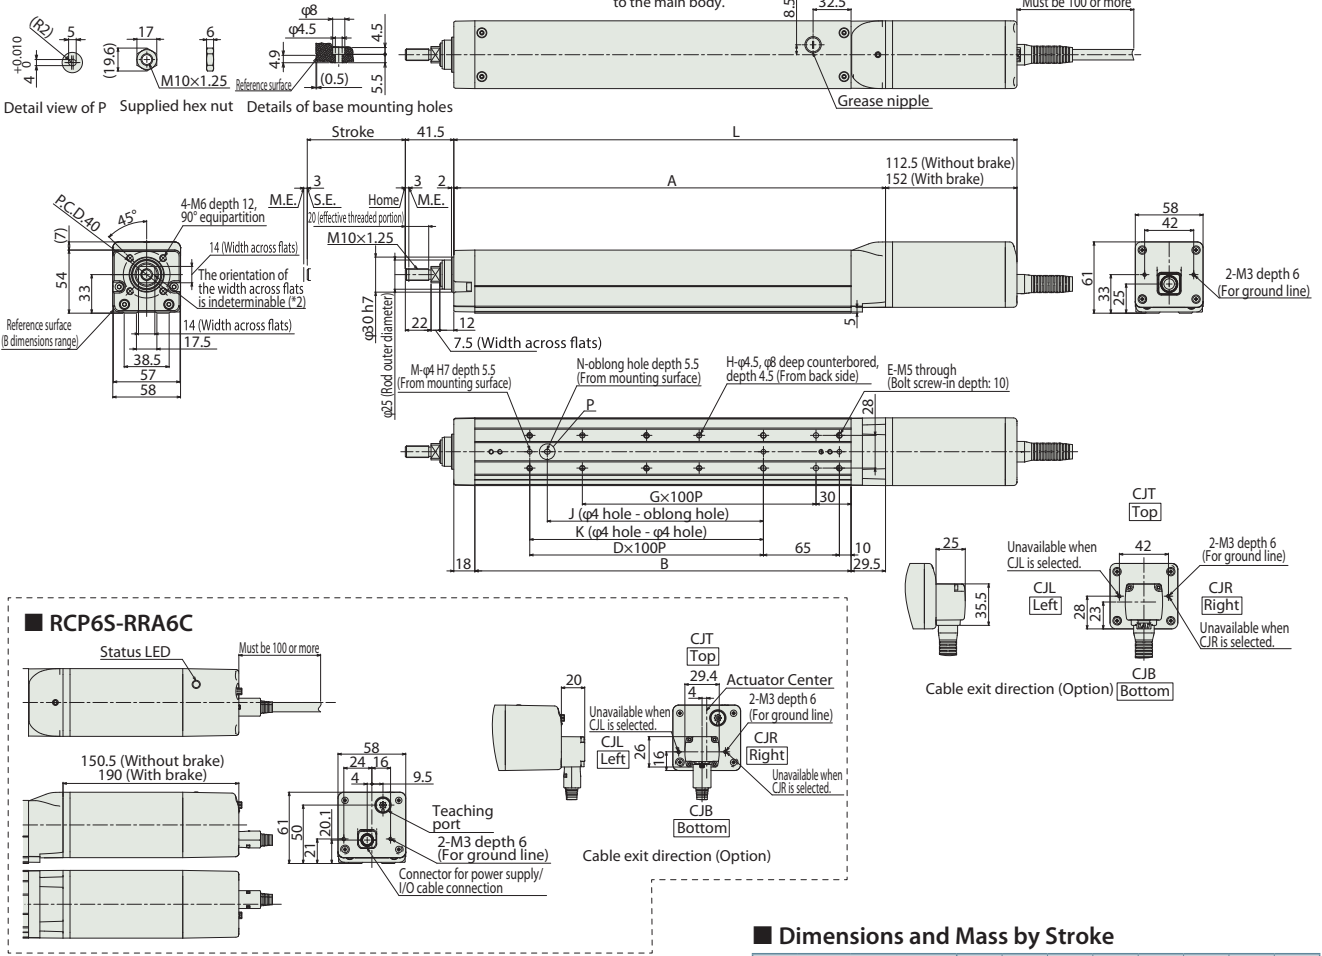 to the main body.
32.5
8.5
Must be 100 or more
Grease nipple
(R2)
5
+0.010
0
4
Detail view of P
17
(19.6)
6
M10×1.25
Supplied hex nut
φ8
φ4.5
4.5
4.9
5.5
(0.5)
Reference surface
Details of base mounting holes
Stroke
41.5
L
112.5 (Without brake)
152 (With brake)
A
3
M.E.
S.E.
3
2
Home
M.E.
20 (effective threaded portion)
M10×1.25
P.C.D.40
45°
4-M6 depth 12,
90° equipartition
14 (Width across flats)
The orientation of
the width across flats
is indeterminable (*2)
14 (Width across flats)
(7)
54
33
Reference surface
(B dimensions range)
17.5
38.5
57
58
φ30 h7
φ25 (Rod outer diameter)
22
12
7.5 (Width across flats)
5
58
42
61
33
25
2-M3 depth 6
(For ground line)
M-φ4 H7 depth 5.5
(From mounting surface)
N-oblong hole depth 5.5
(From mounting surface)
P
H-φ4.5, φ8 deep counterbored,
depth 4.5 (From back side)
E-M5 through
(Bolt screw-in depth: 10)
28
G×100P
30
J (φ4 hole - oblong hole)
K (φ4 hole - φ4 hole)
D×100P
65
10
18
B
29.5
25
35.5
CJT
Top
Unavailable when
CJL is selected.
42
2-M3 depth 6
(For ground line)
CJL
Left
28
23
CJR
Right
Unavailable when
CJR is selected.
CJB
Bottom
Cable exit direction (Option)
■ RCP6S-RRA6C
Status LED
Must be 100 or more
150.5 (Without brake)
190 (With brake)
58
24
16
4
9.5
61
50
21
20.1
Teaching
port
2-M3 depth 6
(For ground line)
Connector for power supply/
I/O cable connection
20
CJT
Top
29.4
4
Actuator Center
2-M3 depth 6
(For ground line)
Unavailable when
CJL is selected.
CJL
Left
26
16
CJR
Right
Unavailable when
CJR is selected.
CJB
Bottom
Cable exit direction (Option)
■ Dimensions and Mass by Stroke